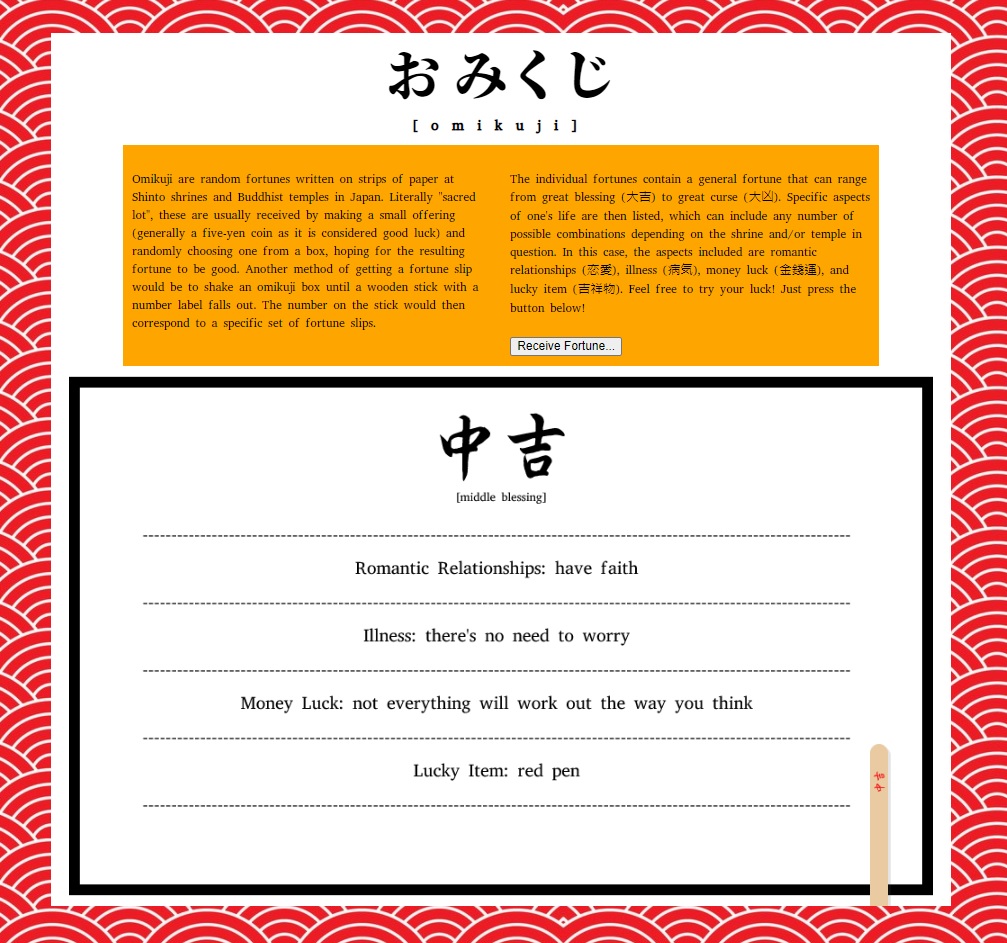 おみくじ
[ o m i k u j i ]
Omikuji are random fortunes written on strips of paper at
Shinto shrines and Buddhist temples in Japan. Literally "sacred
lot", these are usually received by making a small offering
(generally a five-yen coin as it is considered good luck) and
randomly choosing one from a box, hoping for the resulting
fortune to be good. Another method of getting a fortune slip
would be to shake an omikuji box until a wooden stick with a
number label falls out. The number on the stick would then
correspond to a specific set of fortune slips.
The individual fortunes contain a general fortune that can range
from great blessing (大吉) to great curse (大凶). Specific aspects
of one's life are then listed, which can include any number of
possible combinations depending on the shrine and/or temple in
question. In this case, the aspects included are romantic
relationships (恋愛), illness (病気), money luck (金錢運), and
lucky item (吉祥物). Feel free to try your luck! Just press the
button below!
Receive Fortune...
中吉
[middle blessing]
Romantic Relationships: have faith
Illness: there's no need to worry
Money Luck: not everything will work out the way you think
Lucky Item: red pen
中吉